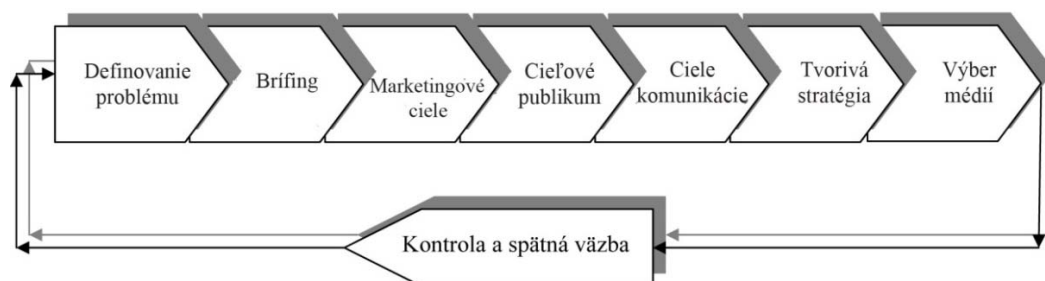 Definovanie
problému
Brífing
Marketingové
ciele
Cieľové
publikum
Ciele
komunikácie
Tvorivá
stratégia
Výber
médií
Kontrola a spätná väzba